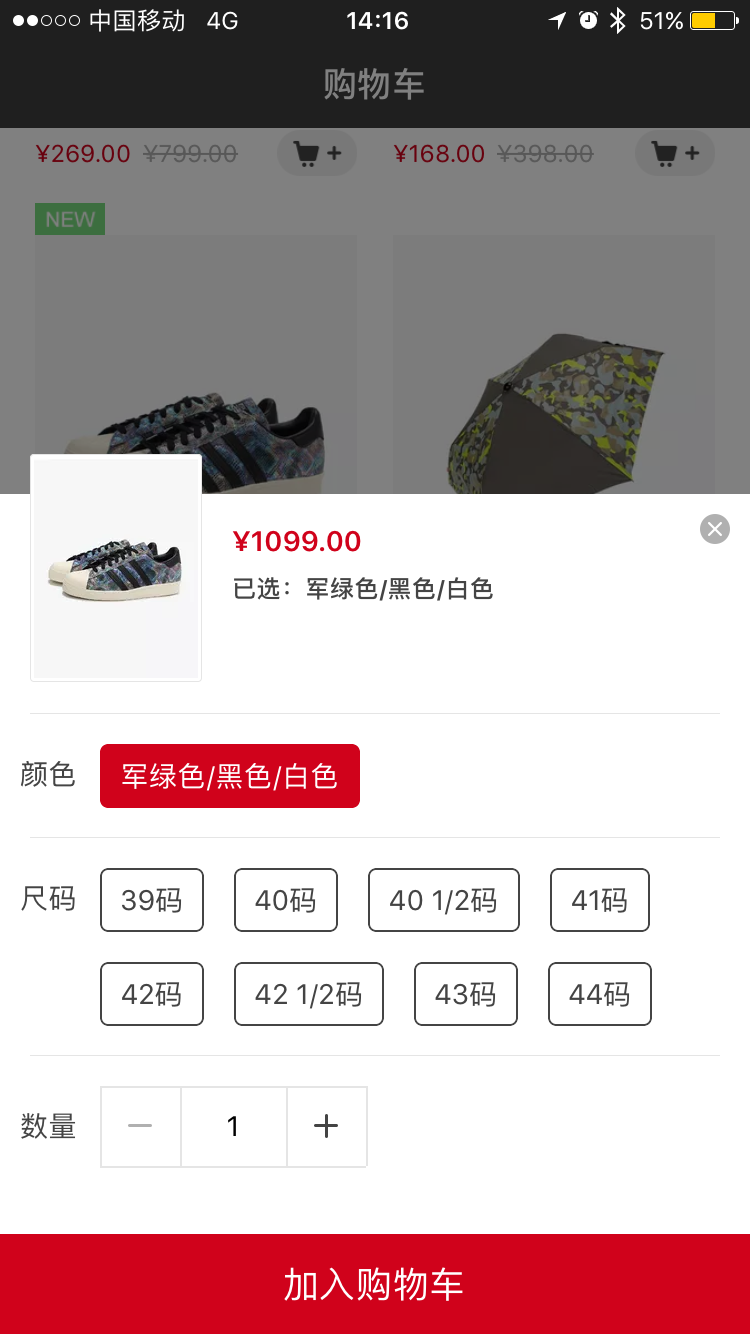 中国移动 4G 14:16 51%
购物车
¥269.00 ¥799.00 + ¥168.00 ¥398.00 +
NEW
¥1099.00
已选：军绿色/黑色/白色
颜色 军绿色/黑色/白色
尺码 39码 40码 40 1/2码 41码
42码 42 1/2码 43码 44码
数量 — 1 +
加入购物车